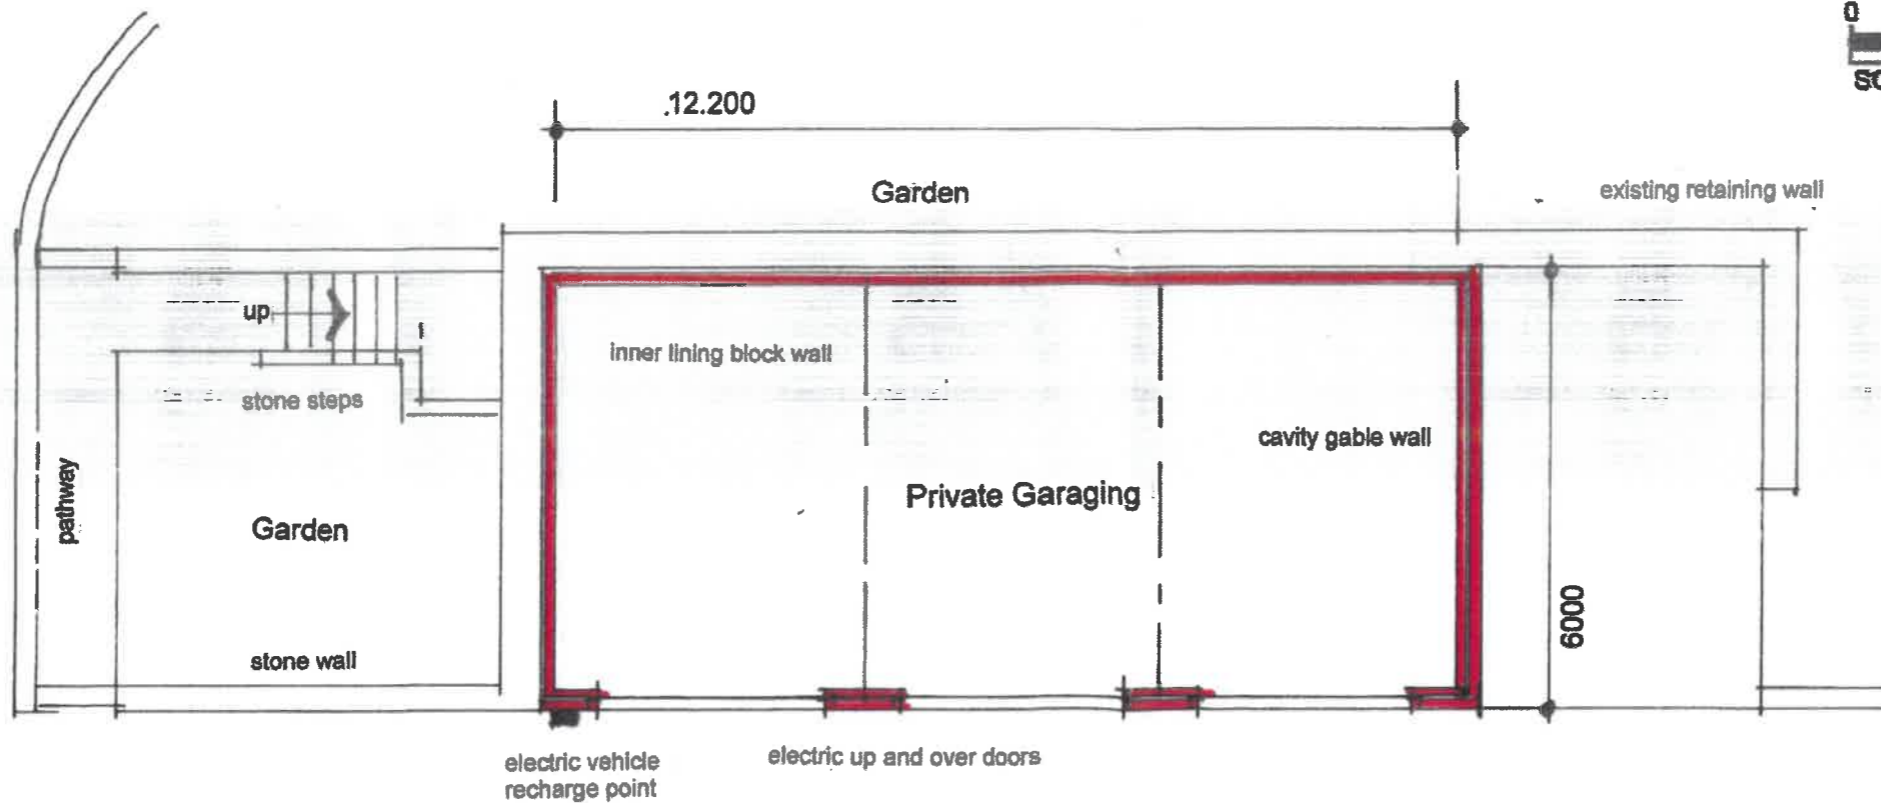 0
.12.200
Garden
existing retaining wall
up
inner lining block wall
stone steps
cavity gable wall
pathway
Private Garaging
Garden
6000
stone wall
electric vehicle
recharge point
electric up and over doors